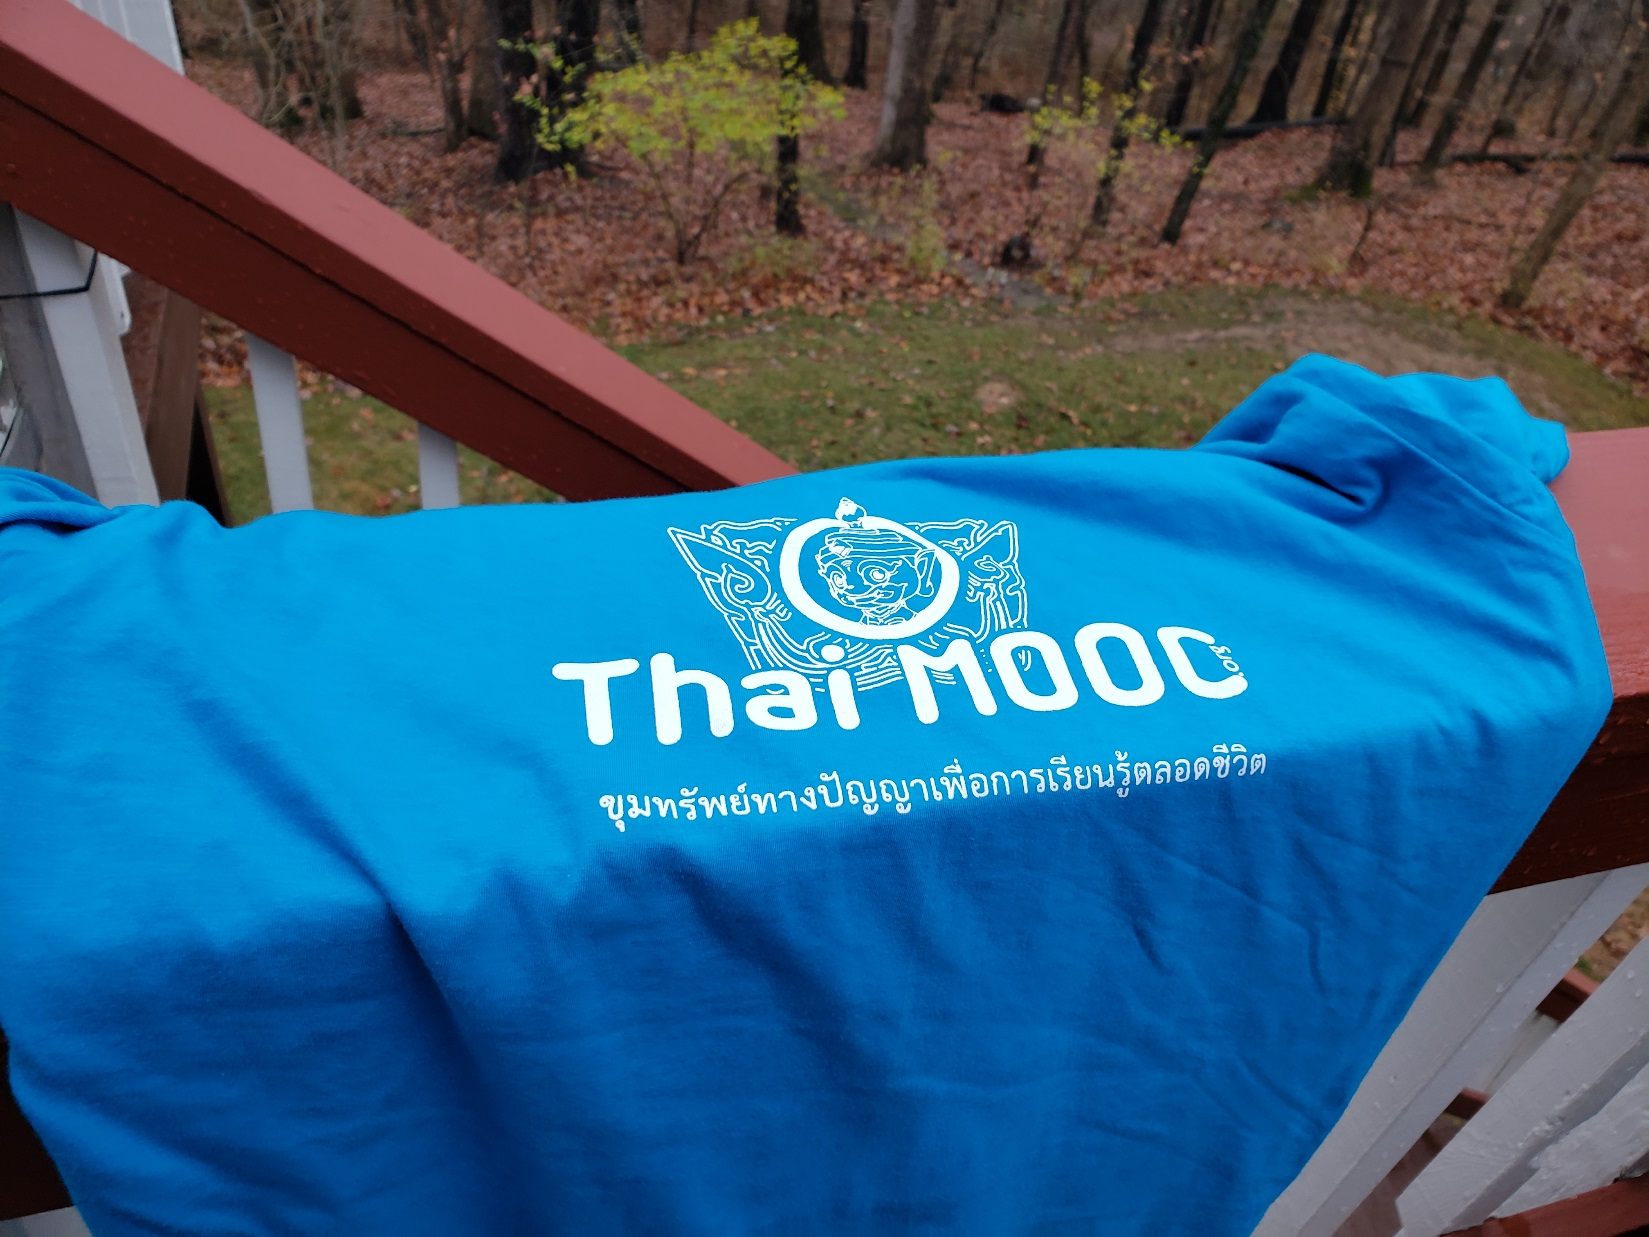 Thai MOOC
.org
ขุมทรัพย์ทางปัญญาเพื่อการเรียนรู้ตลอดชีวิต